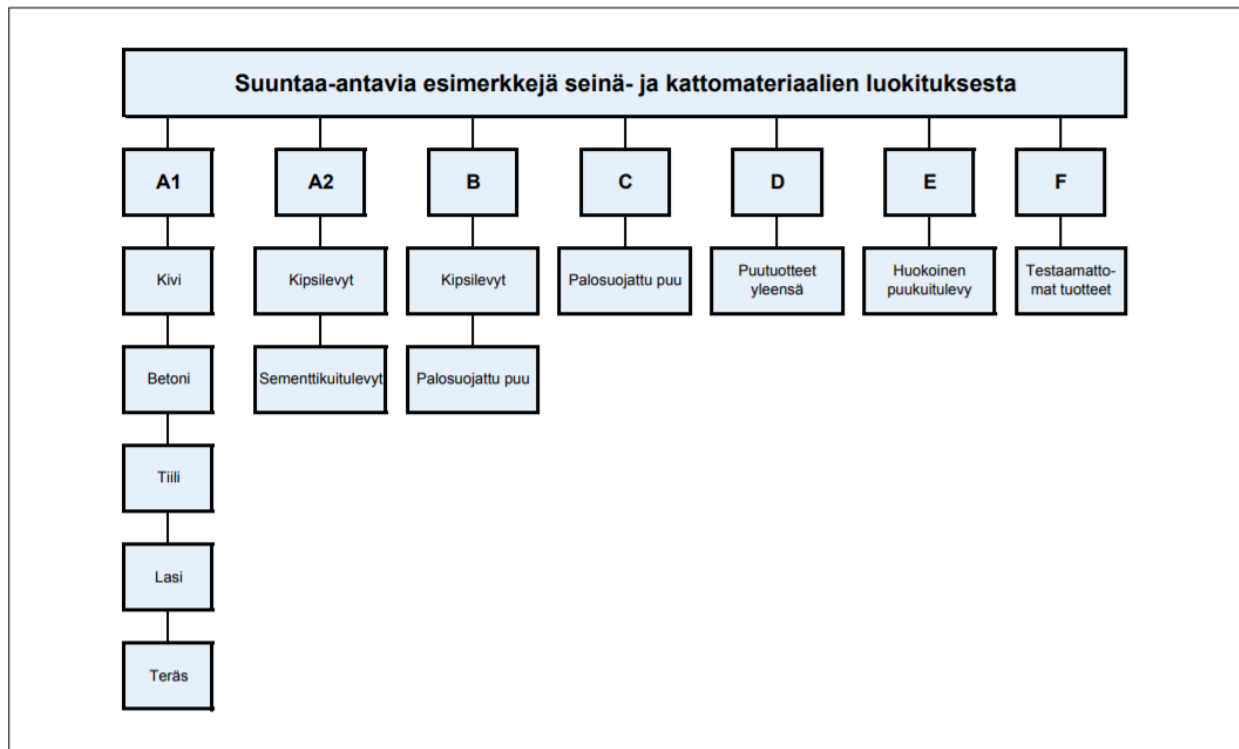 Suuntaa-antavia esimerkkejä seinä- ja kattomateriaalien luokituksesta
A1
A2
B
C
D
E
F
Kivi
Kipsilevyt
Kipsilevyt
Palosuojattu puu
Puutuotteet
yleensä
Huokoinen
puukuitulevy
Testaamatto-
mat tuotteet
Betoni
Sementtikuitulevyt
Palosuojattu puu
Tiili
Lasi
Teräs